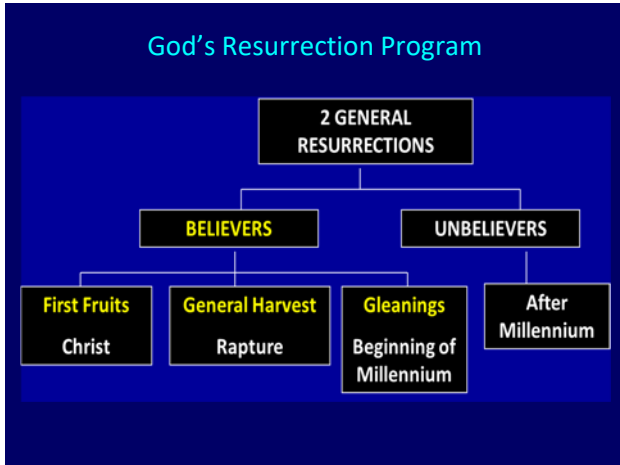 God's Resurrection Program
2 GENERAL
RESURRECTIONS
BELIEVERS
UNBELIEVERS
First Fruits
Christ
General Harvest
Rapture
Gleanings
Beginning of
Millennium
After
Millennium